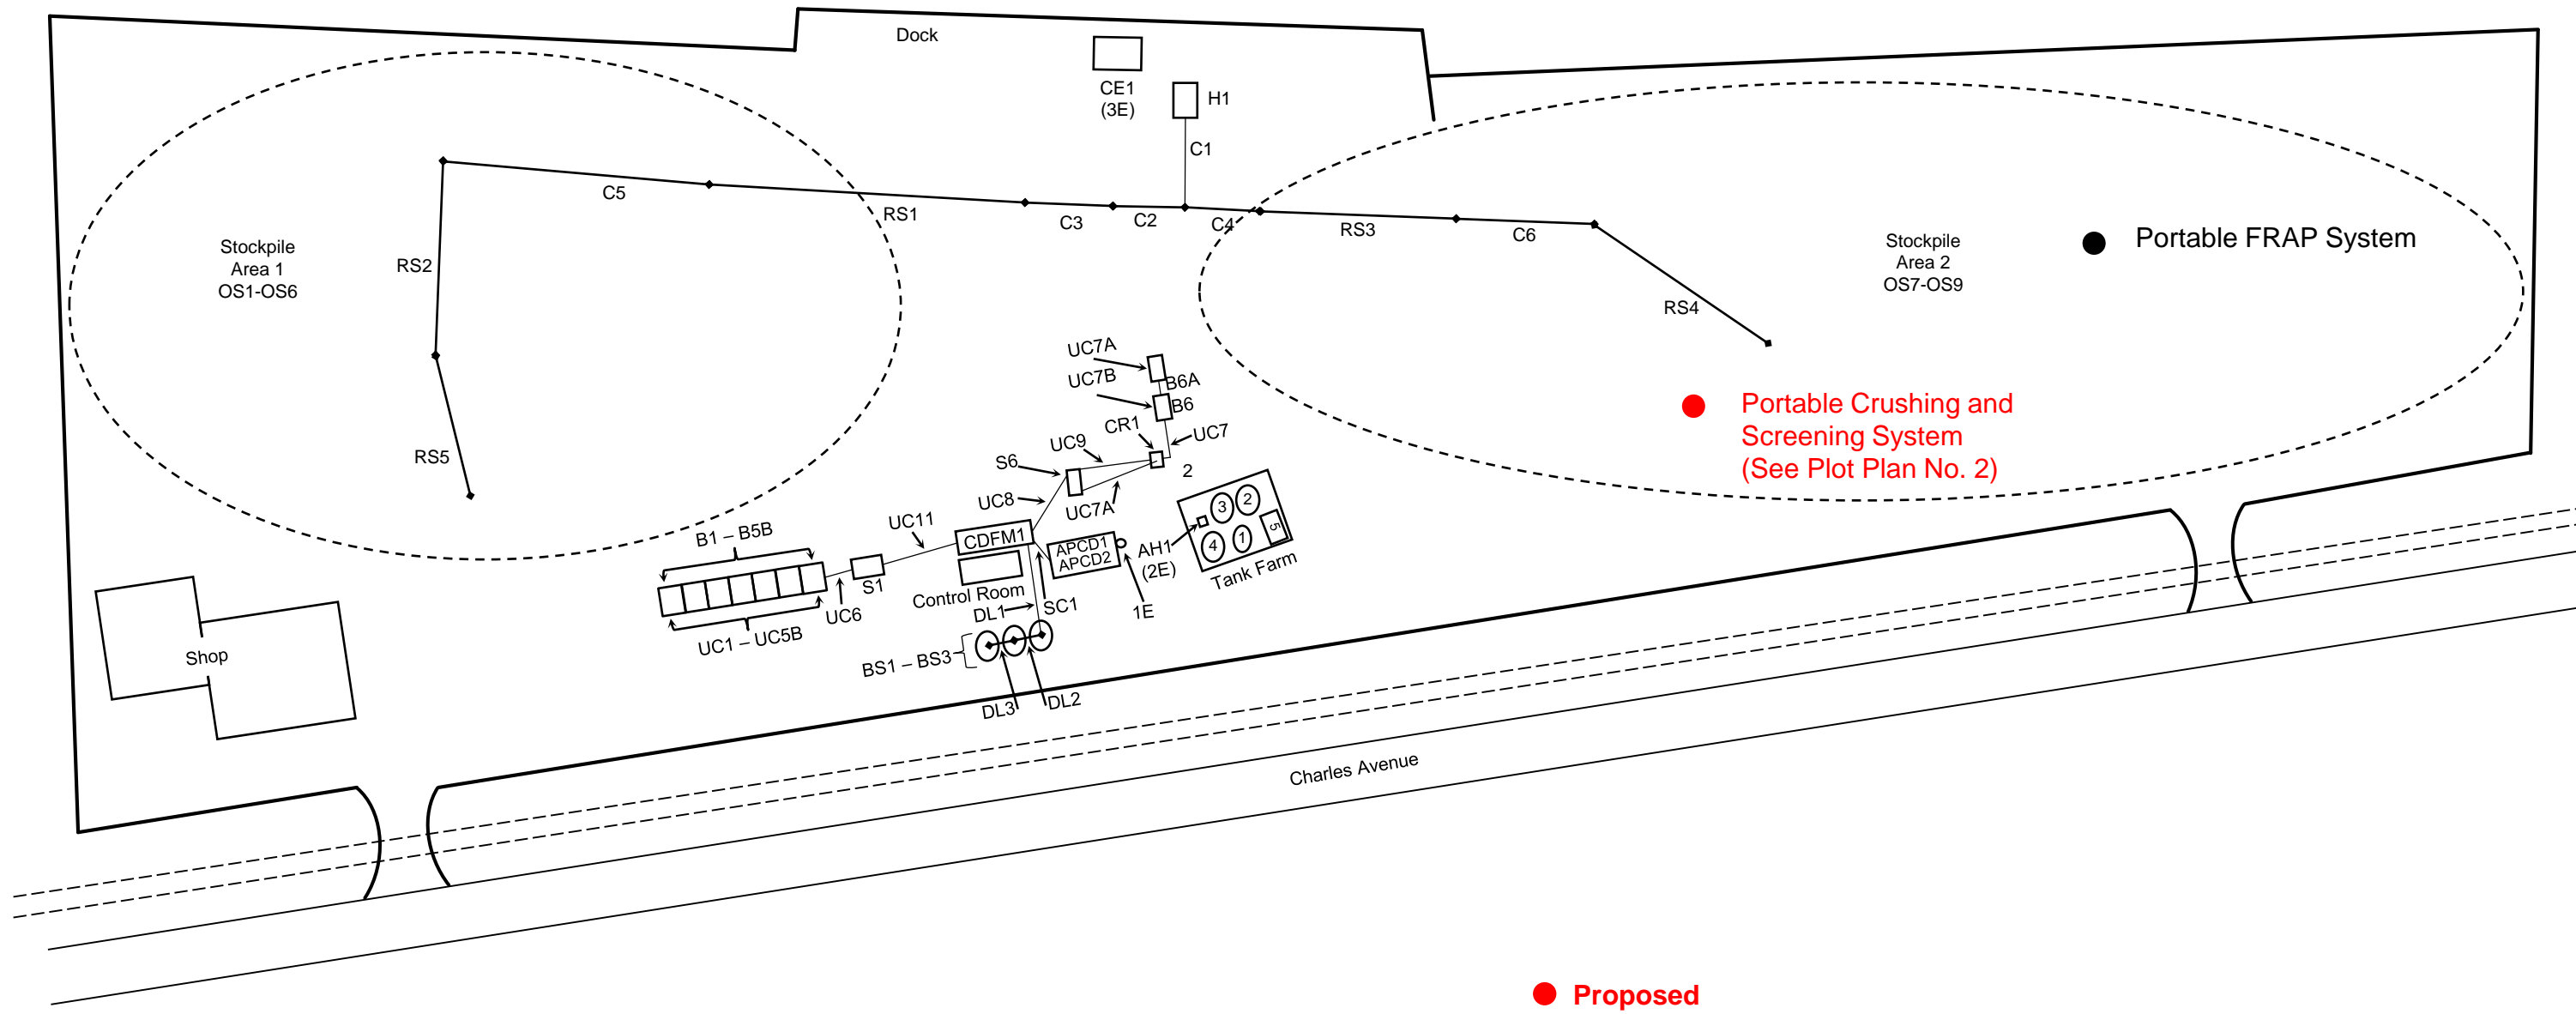 Dock
CE1
(3E)
H1
C1
C5
RS1
C3
C2
C4
RS3
C6
Stockpile
Area 1
OS1-OS6
RS2
RS5
Stockpile
Area 2
OS7-OS9
Portable FRAP System
RS4
Portable Crushing and
Screening System
(See Plot Plan No. 2)
UC7A
UC7B
B6A
B6
CR1
UC7
UC9
S6
2
UC8
UC7A
UC11
B1 – B5B
CDFM1
APCD1
APCD2
AH1
(2E)
3
2
4
1
5
Tank Farm
S1
UC6
UC1 – UC5B
Control Room
DL1
SC1
1E
BS1 – BS3
DL3
DL2
Shop
Charles Avenue
Proposed